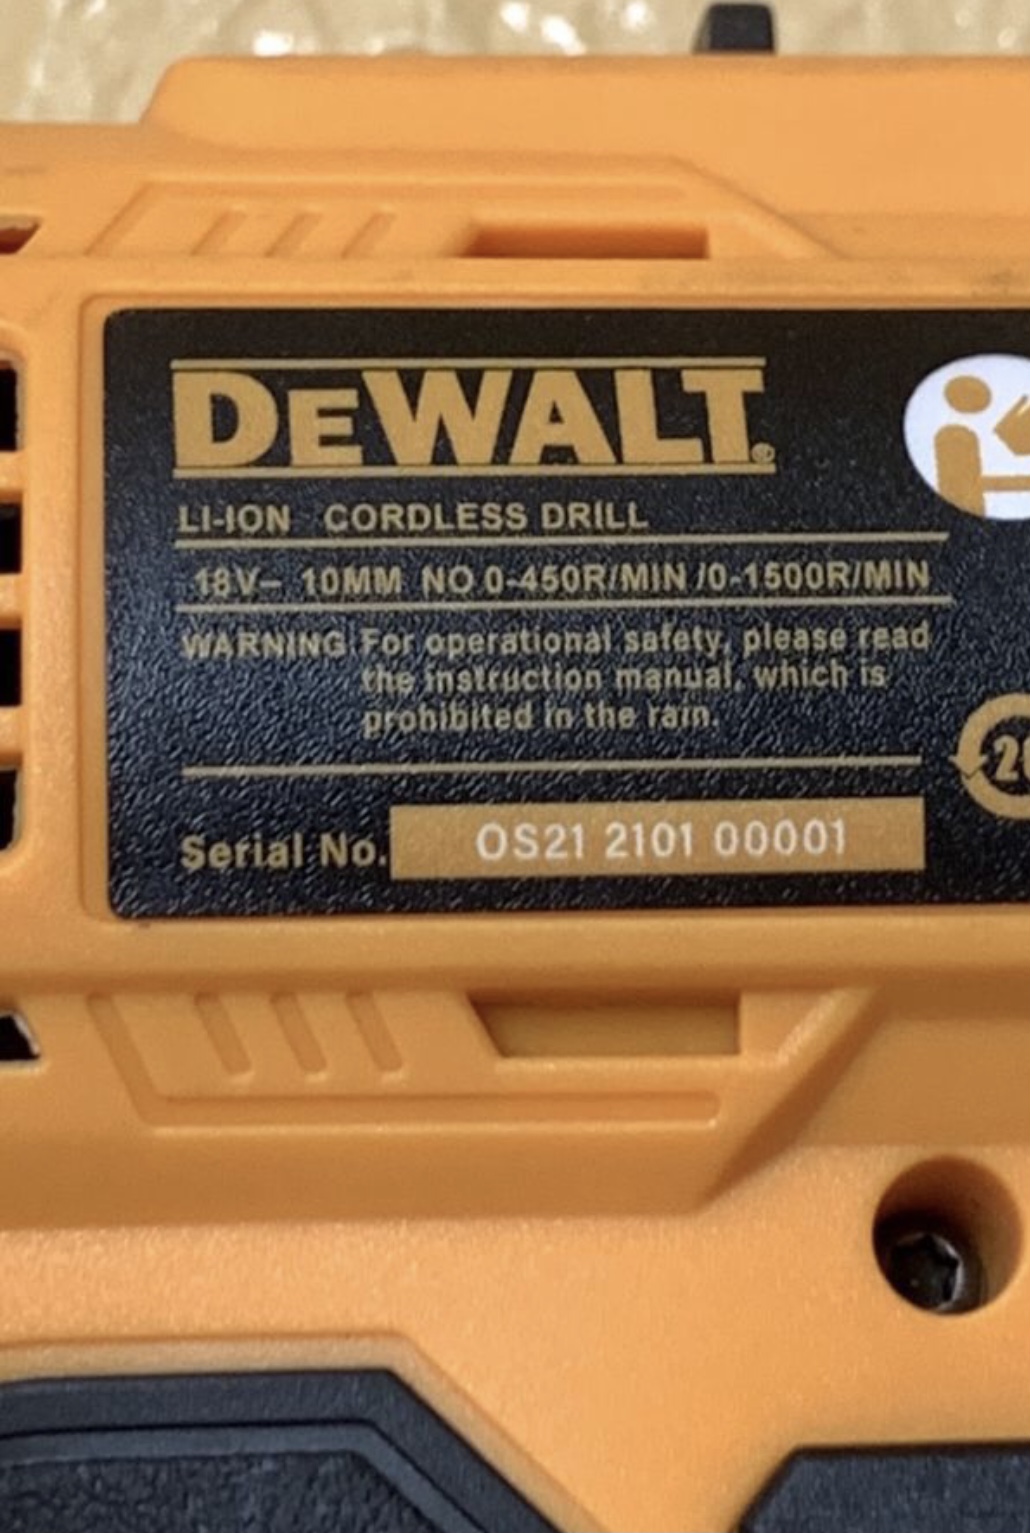 DEWALT®
LI-ION CORDLESS DRILL
18V⎓ 10MM NO 0-450R/MIN /0-1500R/MIN
WARNING:For operational safety, please read
the instruction manual, which is
prohibited in the rain.
Serial No. OS21 2101 00001